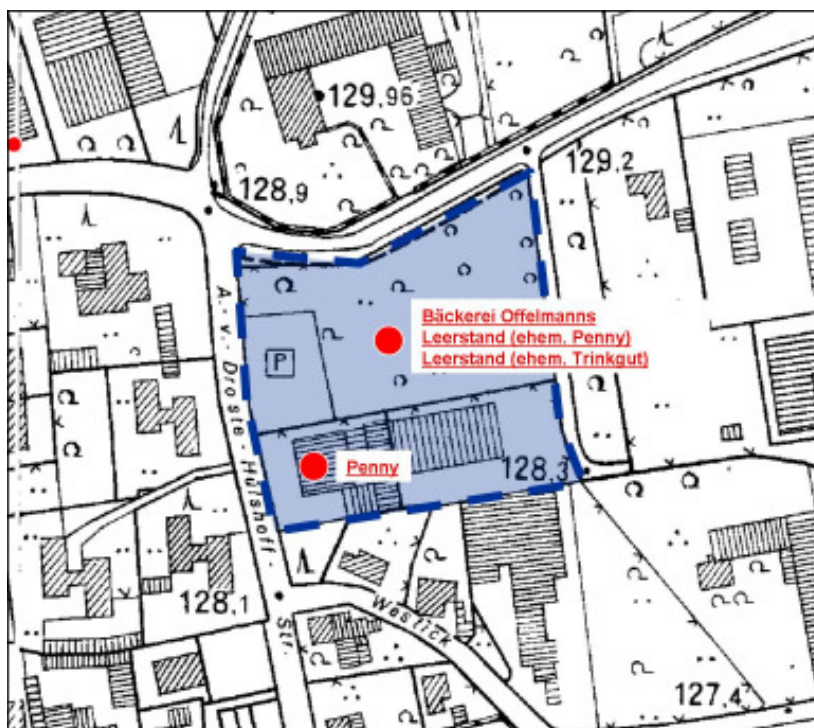 129,96
129,2
128,9
Bäckerei Offelmanns
Leerstand (ehem. Penny)
Leerstand (ehem. Trinkgut)
P
A.-v.-Droste-Hülshoff-
Str.
Penny
128,3
128,1
Westick
127,4